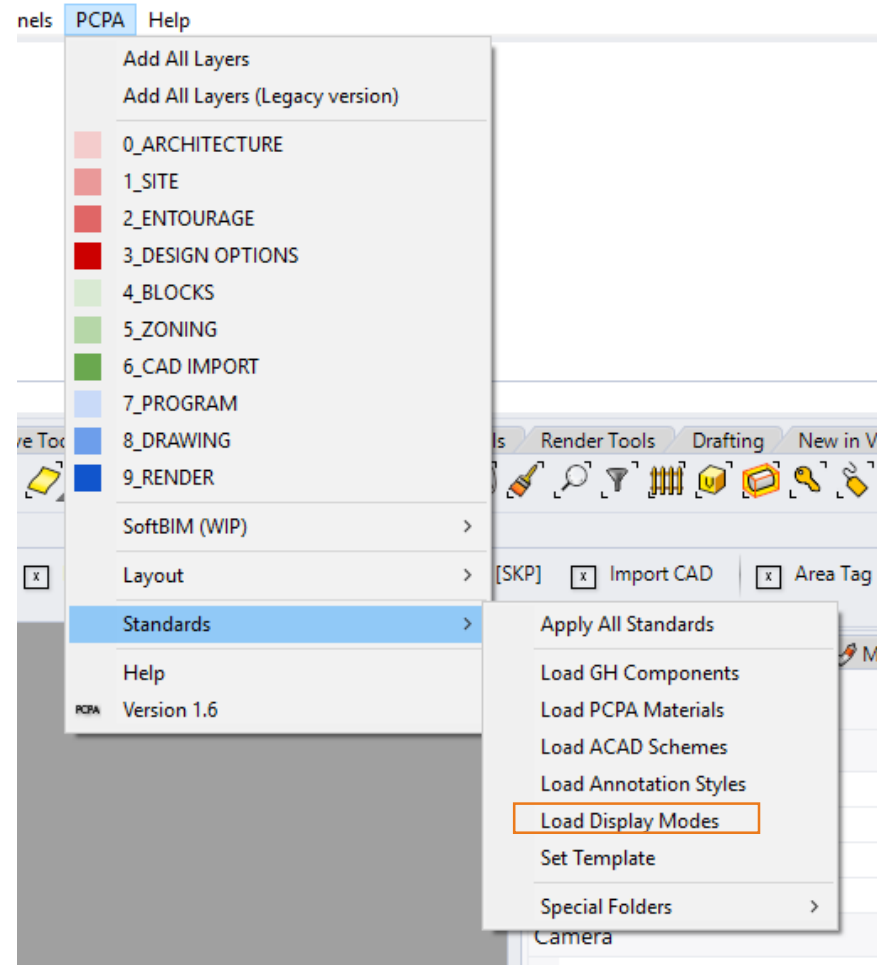 nels PCPA Help
Add All Layers
Add All Layers (Legacy version)
0_ARCHITECTURE
1_SITE
2_ENTOURAGE
3_DESIGN OPTIONS
4_BLOCKS
5_ZONING
6_CAD IMPORT
7_PROGRAM
8_DRAWING
9_RENDER
SoftBIM (WIP)
Layout
Standards
Help
PCPA Version 1.6
ve Too
ls Render Tools Drafting New in V
x [SKP] x Import CAD x Area Tag
Apply All Standards
M
Load GH Components
Load PCPA Materials
Load ACAD Schemes
Load Annotation Styles
Load Display Modes
Set Template
Special Folders
Camera